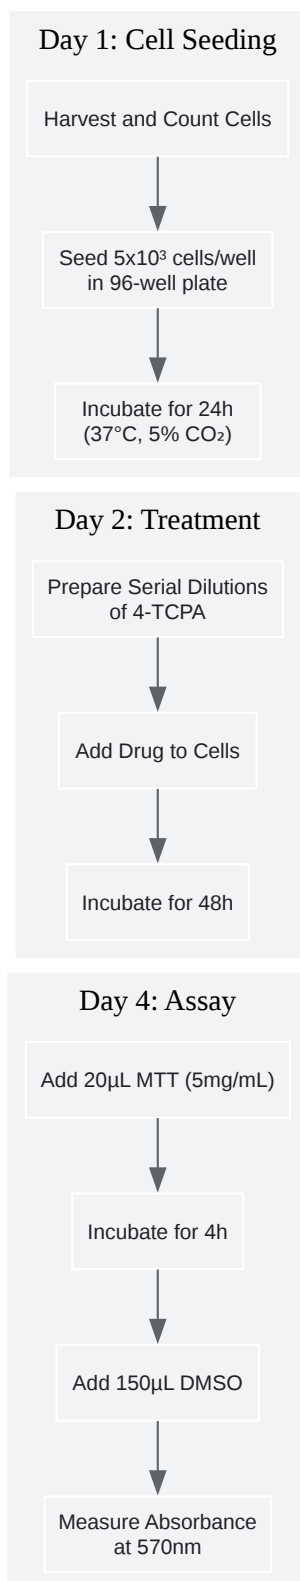 Day 1: Cell Seeding
Harvest and Count Cells
Seed 5x10³ cells/well
in 96-well plate
Incubate for 24h
(37°C, 5% CO₂)
Day 2: Treatment
Prepare Serial Dilutions
of 4-TCPA
Add Drug to Cells
Incubate for 48h
Day 4: Assay
Add 20µL MTT (5mg/mL)
Incubate for 4h
Add 150µL DMSO
Measure Absorbance
at 570nm